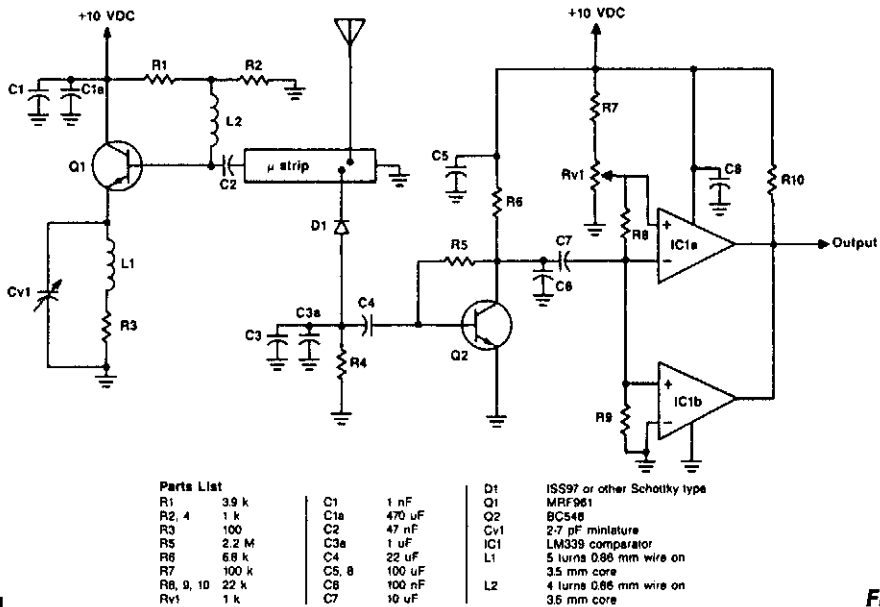 +10 VDC
+10 VDC
R1
R2
C1
C1a
L2
R7
Q1
μ strip
C2
C5
R6
Rv1
C8
R10
D1
R8
IC1a
Output
R5
C7
C6
L1
Cv1
R3
C3a
C4
C3
R4
Q2
R9
IC1b
Parts List
R1 3.9 k
R2, 4 1 k
R3 100
R5 2.2 M
R6 6.8 k
R7 100 k
R8, 9, 10 22 k
Rv1 1 k
C1 1 nF
C1a 470 uF
C2 47 nF
C3a 1 uF
C4 22 uF
C5, 8 100 uF
C6 100 nF
C7 10 uF
D1 ISS97 or other Schottky type
Q1 MRF961
Q2 BC548
Cv1 2-7 pF miniature
IC1 LM339 comparator
L1 5 turns 0.86 mm wire on
3.5 mm core
L2 4 turns 0.86 mm wire on
3.5 mm core